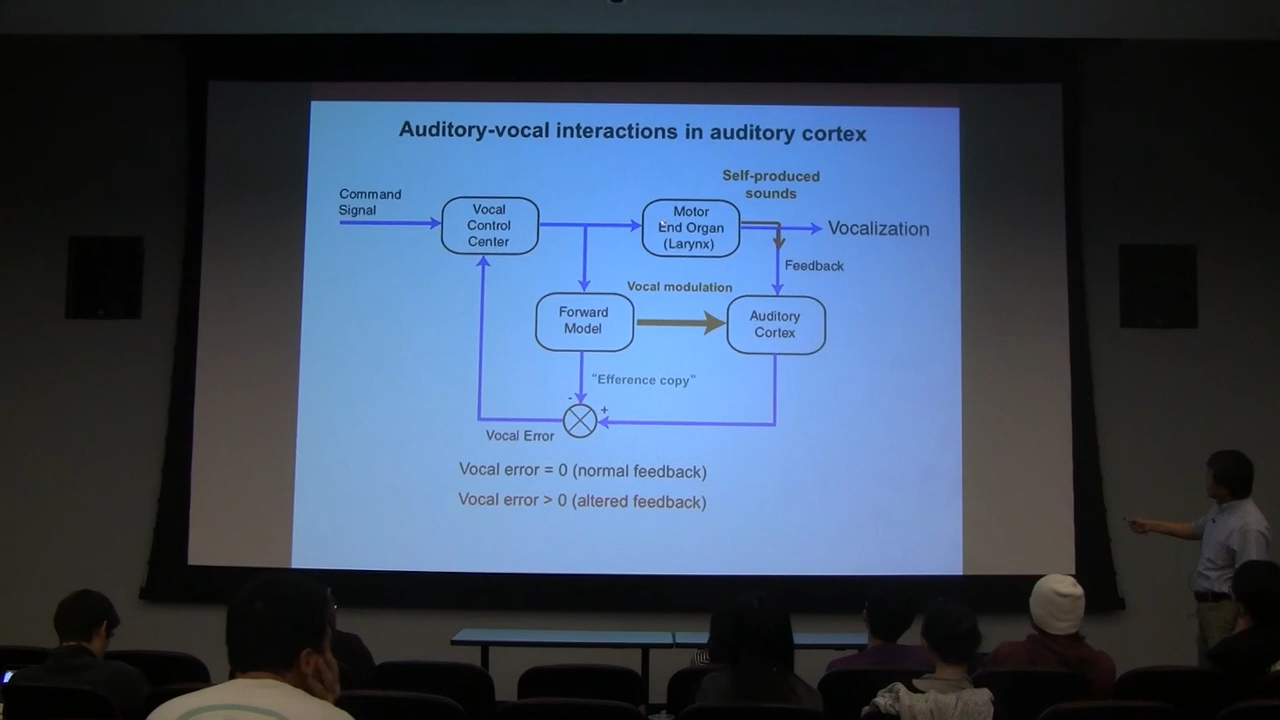 Auditory-vocal interactions in auditory cortex
Self-produced
sounds
Command
Signal
Vocal
Control
Center
Motor
End Organ
(Larynx)
Vocalization
Feedback
Vocal modulation
Forward
Model
Auditory
Cortex
"Efference copy"
-
+
Vocal Error
Vocal error = 0 (normal feedback)
Vocal error > 0 (altered feedback)